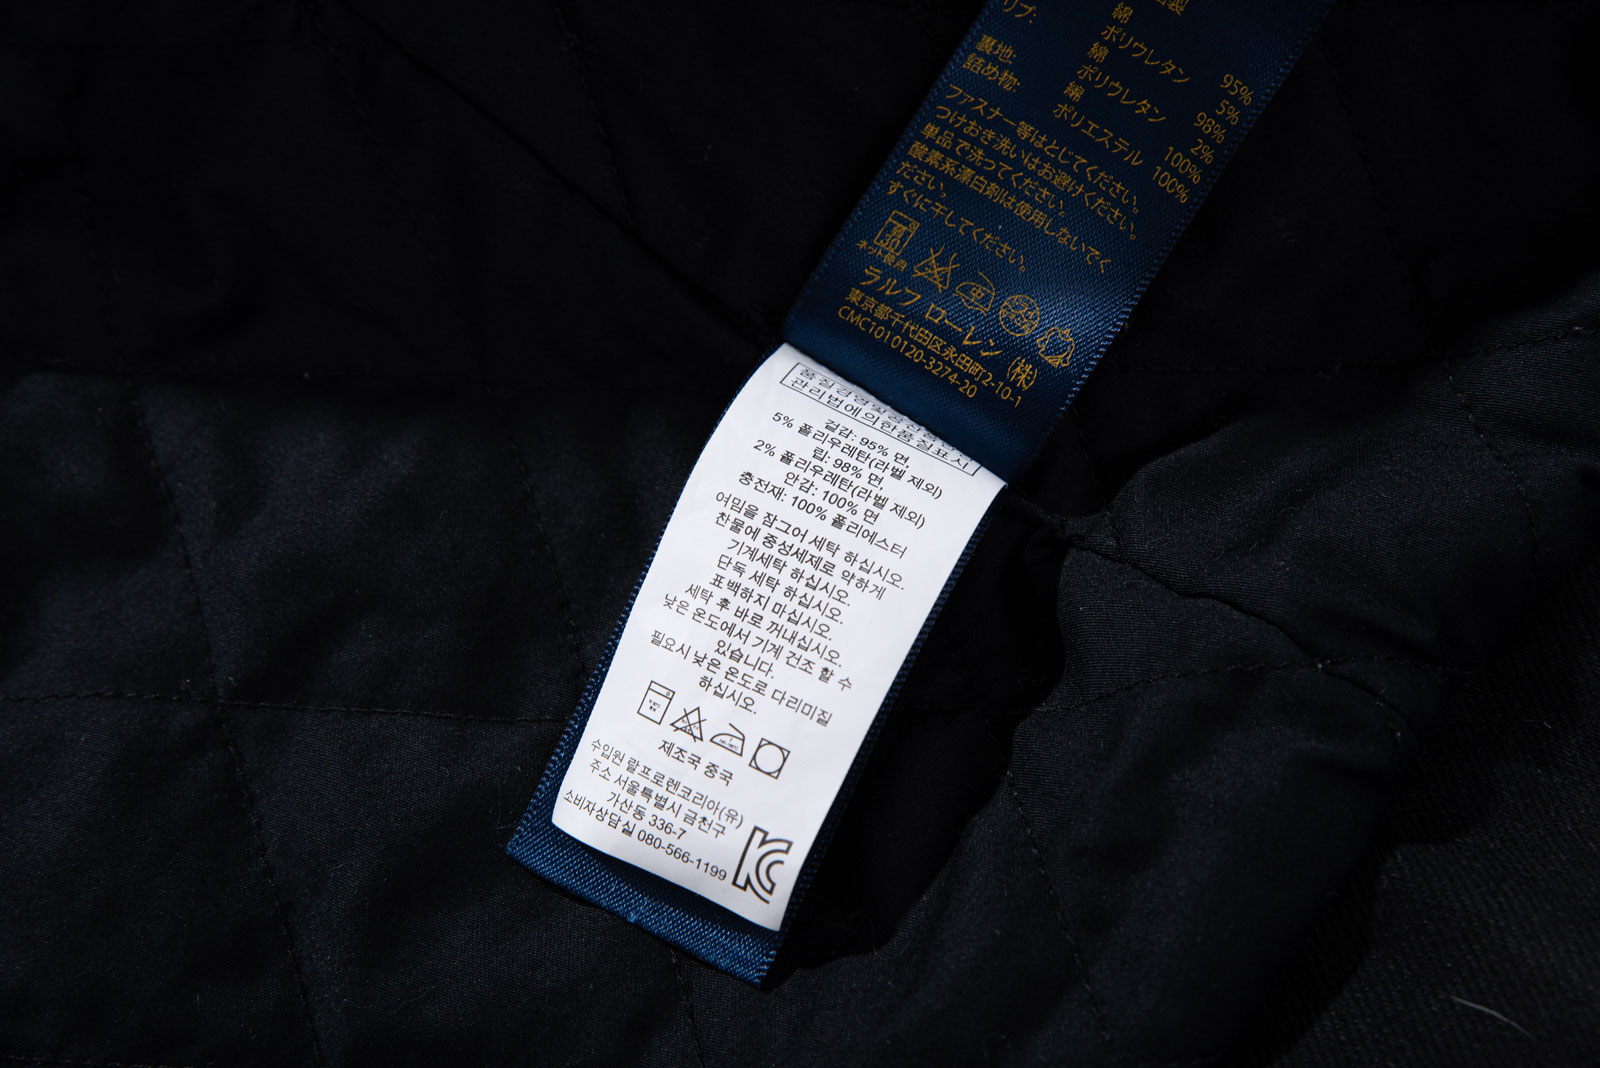 製
リブ:
綿 95%
ポリウレタン 5%
綿 98%
ポリウレタン 2%
裏地: 綿 100%
詰め物: ポリエステル 100%
ファスナー等はとじてください。
つけおき洗いはお避けください。
単品で洗ってください。
酸素系漂白剤は使用しないでく
ださい。
すぐに干してください。
ラルフ ローレン (株)
東京都千代田区永田町2-10-1
CMC1010120-3274-20
품질경영및공산품안전
관리법에의한품질표시
겉감: 95% 면,
5% 폴리우레탄(라벨 제외)
립: 98% 면,
2% 폴리우레탄(라벨 제외)
안감: 100% 면
충전재: 100% 폴리에스터
여밈을 잠그어 세탁 하십시오.
찬물에 중성세제로 약하게
기계세탁 하십시오.
단독 세탁 하십시오.
표백하지 마십시오.
세탁 후 바로 꺼내십시오.
낮은 온도에서 기계 건조 할 수
있습니다.
필요시 낮은 온도로 다리미질
하십시오.
제조국 중국
수입원 랄프로렌코리아(유)
주소 서울특별시 금천구
가산동 336-7
소비자상담실 080-566-1199